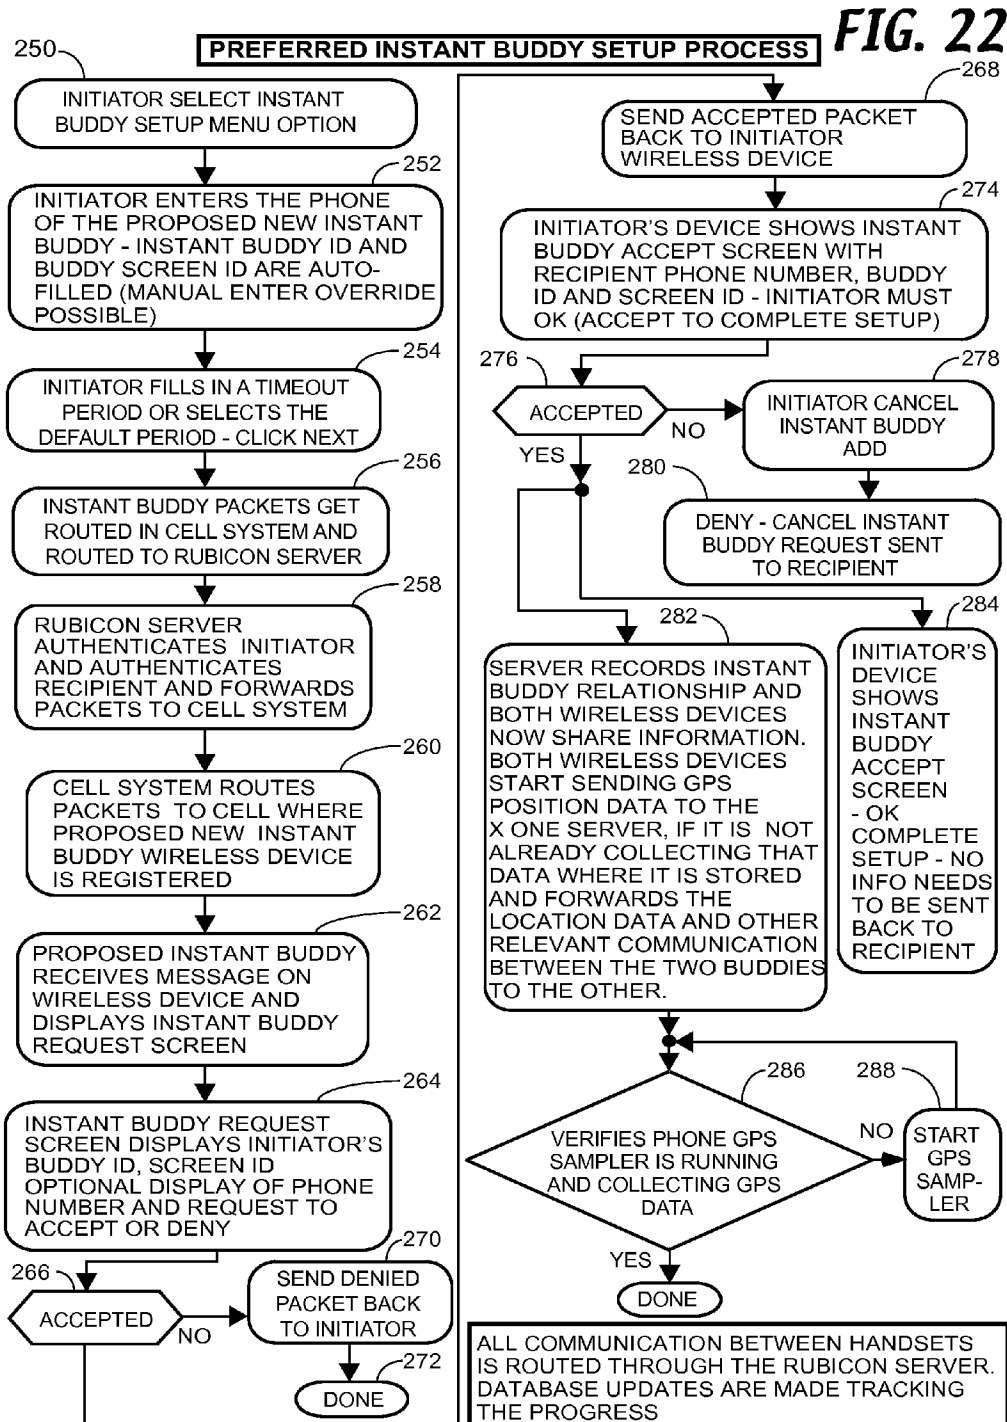 FIG. 22
PREFERRED INSTANT BUDDY SETUP PROCESS
250
INITIATOR SELECT INSTANT
BUDDY SETUP MENU OPTION
252
INITIATOR ENTERS THE PHONE
OF THE PROPOSED NEW INSTANT
BUDDY - INSTANT BUDDY ID AND
BUDDY SCREEN ID ARE AUTO-
FILLED (MANUAL ENTER OVERRIDE
POSSIBLE)
254
INITIATOR FILLS IN A TIMEOUT
PERIOD OR SELECTS THE
DEFAULT PERIOD - CLICK NEXT
256
INSTANT BUDDY PACKETS GET
ROUTED IN CELL SYSTEM AND
ROUTED TO RUBICON SERVER
258
RUBICON SERVER
AUTHENTICATES INITIATOR
AND AUTHENTICATES
RECIPIENT AND FORWARDS
PACKETS TO CELL SYSTEM
260
CELL SYSTEM ROUTES
PACKETS TO CELL WHERE
PROPOSED NEW INSTANT
BUDDY WIRELESS DEVICE
IS REGISTERED
262
PROPOSED INSTANT BUDDY
RECEIVES MESSAGE ON
WIRELESS DEVICE AND
DISPLAYS INSTANT BUDDY
REQUEST SCREEN
264
INSTANT BUDDY REQUEST
SCREEN DISPLAYS INITIATOR'S
BUDDY ID, SCREEN ID
OPTIONAL DISPLAY OF PHONE
NUMBER AND REQUEST TO
ACCEPT OR DENY
266
ACCEPTED
NO
270
SEND DENIED
PACKET BACK
TO INITIATOR
272
DONE
268
SEND ACCEPTED PACKET
BACK TO INITIATOR
WIRELESS DEVICE
274
INITIATOR'S DEVICE SHOWS INSTANT
BUDDY ACCEPT SCREEN WITH
RECIPIENT PHONE NUMBER, BUDDY
ID AND SCREEN ID - INITIATOR MUST
OK (ACCEPT TO COMPLETE SETUP)
276
ACCEPTED
NO
YES
278
INITIATOR CANCEL
INSTANT BUDDY
ADD
280
DENY - CANCEL INSTANT
BUDDY REQUEST SENT
TO RECIPIENT
282
SERVER RECORDS INSTANT
BUDDY RELATIONSHIP AND
BOTH WIRELESS DEVICES
NOW SHARE INFORMATION.
BOTH WIRELESS DEVICES
START SENDING GPS
POSITION DATA TO THE
X ONE SERVER, IF IT IS NOT
ALREADY COLLECTING THAT
DATA WHERE IT IS STORED
AND FORWARDS THE
LOCATION DATA AND OTHER
RELEVANT COMMUNICATION
BETWEEN THE TWO BUDDIES
TO THE OTHER.
284
INITIATOR'S
DEVICE
SHOWS
INSTANT
BUDDY
ACCEPT
SCREEN
- OK
COMPLETE
SETUP - NO
INFO NEEDS
TO BE SENT
BACK TO
RECIPIENT
286
VERIFIES PHONE GPS
SAMPLER IS RUNNING
AND COLLECTING GPS
DATA
NO
288
START
GPS
SAMP-
LER
YES
DONE
ALL COMMUNICATION BETWEEN HANDSETS
IS ROUTED THROUGH THE RUBICON SERVER.
DATABASE UPDATES ARE MADE TRACKING
THE PROGRESS